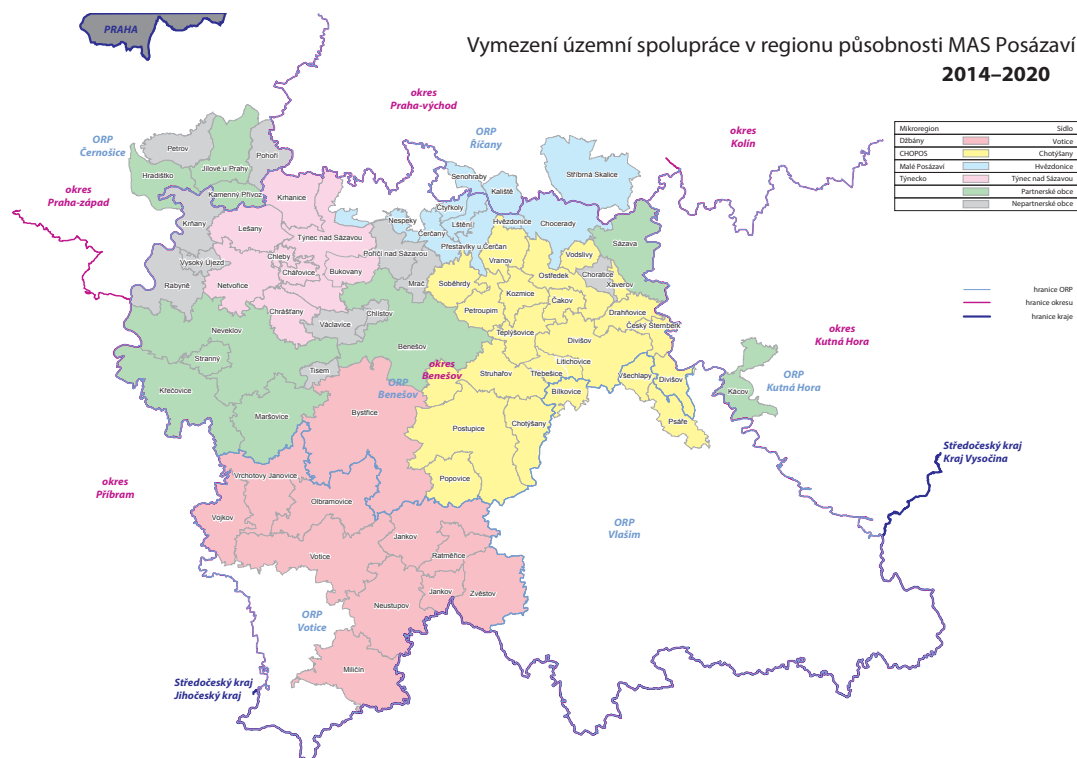 Vymezení územní spolupráce v regionu působnosti MAS Posázaví
2014–2020
PRAHA
okres
Praha-východ
ORP
Říčany
okres
Kolín
ORP
Černošice
okres
Praha-západ
Mikroregion Sídlo
Džbány Votice
CHOPOS Chotýšany
Malé Posázaví Hvězdonice
Týnecko Týnec nad Sázavou
Partnerské obce
Nepartnerské obce
hranice ORP
hranice okresu
hranice kraje
Petrov
Pohoří
Jílové u Prahy
Hradištko
Kamenný Přívoz
Krhanice
Krňany
Lešany
Týnec nad Sázavou
Vysoký Újezd
Chleby
Chářovice
Bukovany
Rabyně
Netvořice
Chrášťany
Václavice
Chlístov
Poříčí nad Sázavou
Mrač
Nespeky
Čerčany
Čtyřkoly
Lštění
Senohraby
Kaliště
Stříbrná Skalice
Hvězdonice
Chocerady
Přestavlky u Čerčan
Vranov
Vodslivy
Sázava
Soběhrdy
Ostředek
Choratice
Xaverov
Kozmice
Čakov
Petroupim
Drahňovice
Teplýšovice
Český Šternberk
Divišov
Neveklov
Stranný
Benešov
Tisem
Křečovice
Maršovice
okres
Benešov
ORP
Benešov
Struhařov
Litichovice
Třebešice
Bílkovice
Všechlapy
Divišov
Psáře
okres
Kutná Hora
ORP
Kutná Hora
Kácov
Bystřice
Postupice
Chotýšany
Popovice
Středočeský kraj
Kraj Vysočina
okres
Příbram
Vrchotovy Janovice
Olbramovice
Vojkov
Votice
Jankov
Ratměřice
Jankov
Zvěstov
Neustupov
ORP
Vlašim
ORP
Votice
Miličín
Středočeský kraj
Jihočeský kraj